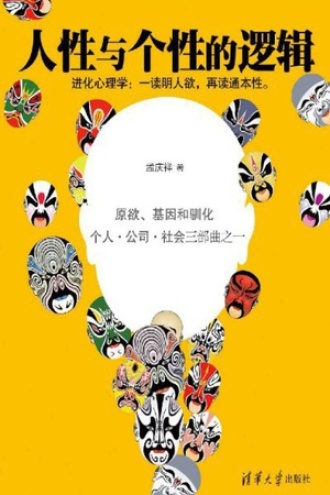 人性与个性的逻辑
进化心理学：一读明人欲，再读通本性。
孟庆祥 著
原欲、基因和驯化
个人·公司·社会三部曲之一
清华大学出版社